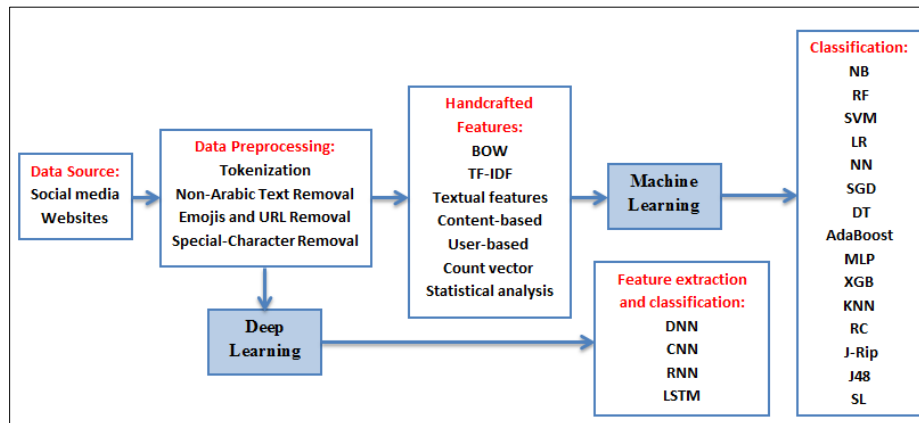 Data Source:
Social media
Websites
Data Preprocessing:
Tokenization
Non-Arabic Text Removal
Emojis and URL Removal
Special-Character Removal
Handcrafted
Features:
BOW
TF-IDF
Textual features
Content-based
User-based
Count vector
Statistical analysis
Machine
Learning
Classification:
NB
RF
SVM
LR
NN
SGD
DT
AdaBoost
MLP
XGB
KNN
RC
J-Rip
J48
SL
Deep
Learning
Feature extraction
and classification:
DNN
CNN
RNN
LSTM